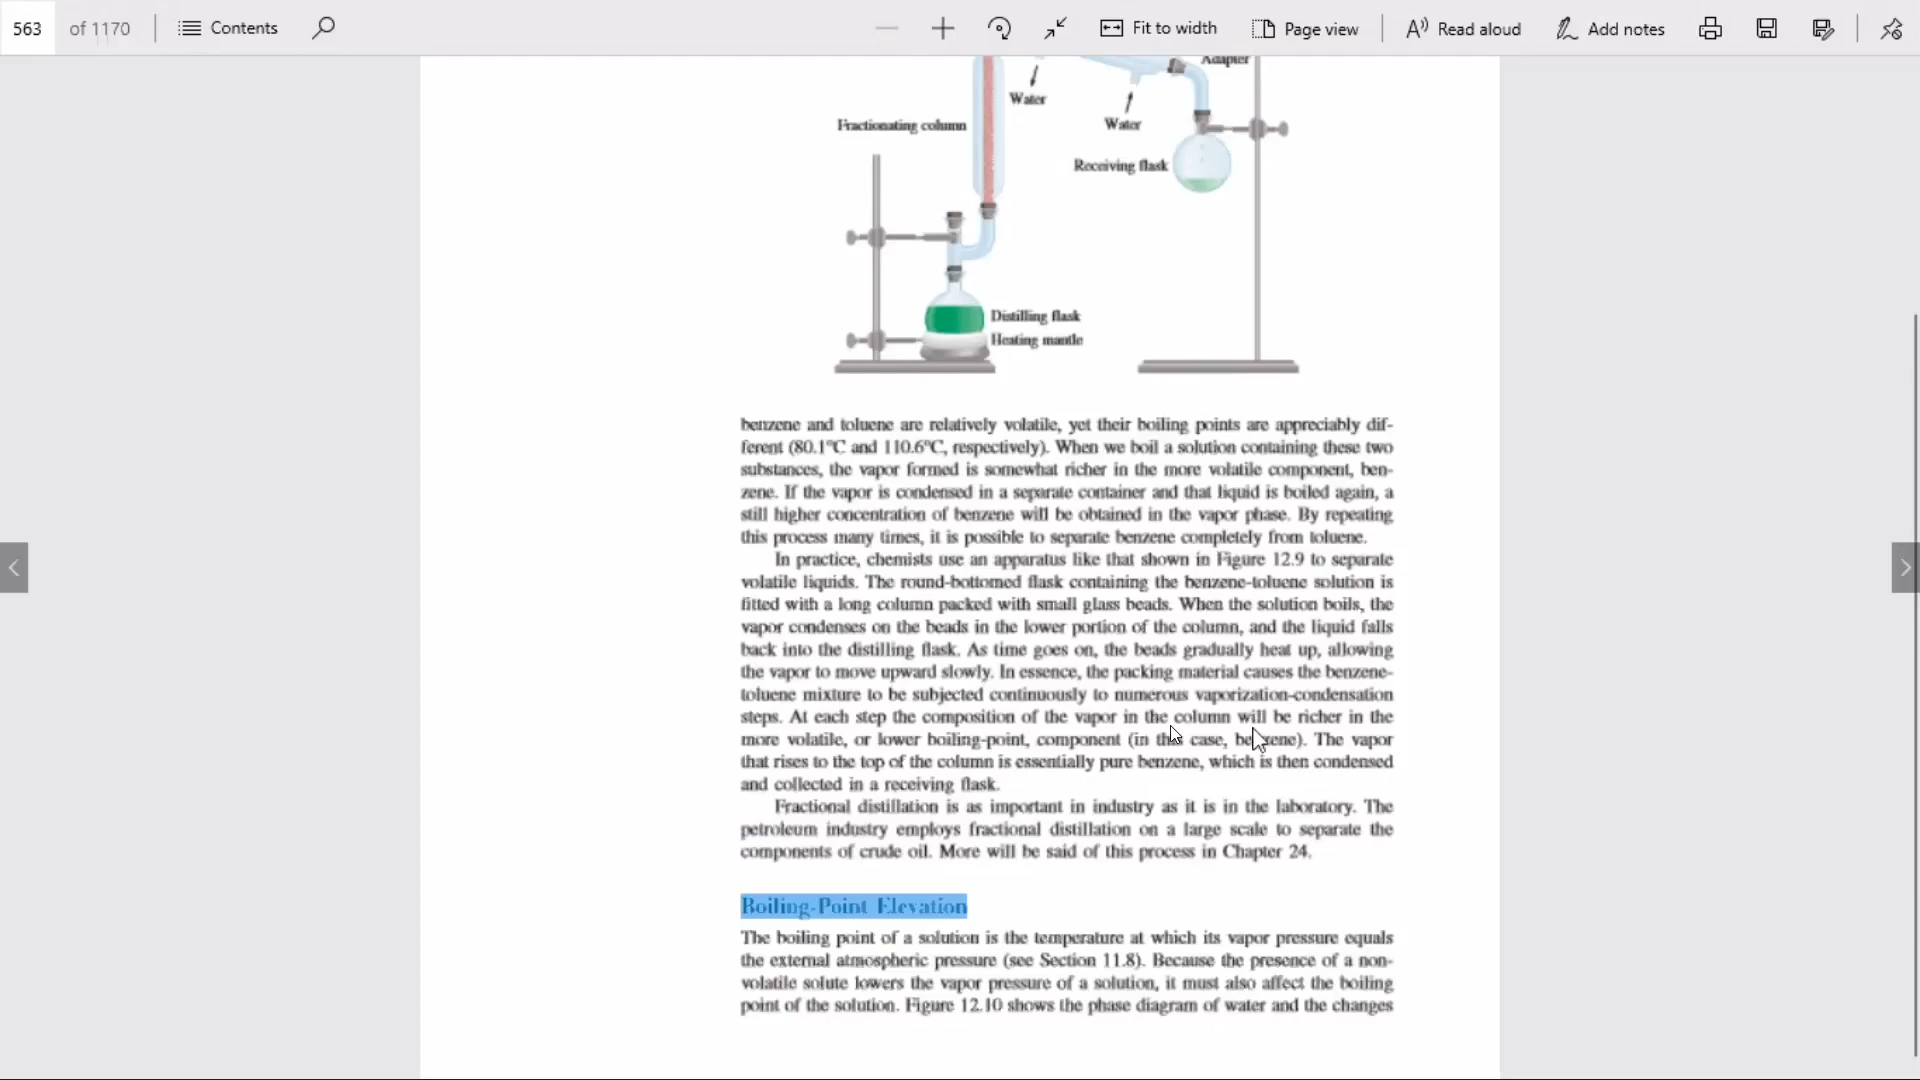 563 of 1170 Contents Fit to width Page view Read aloud Add notes
Adapter
Water
Fractionating column
Water
Receiving flask
Distilling flask
Heating mantle
benzene and toluene are relatively volatile, yet their boiling points are appreciably dif-
ferent (80.1°C and 110.6°C, respectively). When we boil a solution containing these two
substances, the vapor formed is somewhat richer in the more volatile component, ben-
zene. If the vapor is condensed in a separate container and that liquid is boiled again, a
still higher concentration of benzene will be obtained in the vapor phase. By repeating
this process many times, it is possible to separate benzene completely from toluene.
In practice, chemists use an apparatus like that shown in Figure 12.9 to separate
volatile liquids. The round-bottomed flask containing the benzene-toluene solution is
fitted with a long column packed with small glass beads. When the solution boils, the
vapor condenses on the beads in the lower portion of the column, and the liquid falls
back into the distilling flask. As time goes on, the beads gradually heat up, allowing
the vapor to move upward slowly. In essence, the packing material causes the benzene-
toluene mixture to be subjected continuously to numerous vaporization-condensation
steps. At each step the composition of the vapor in the column will be richer in the
more volatile, or lower boiling-point, component (in this case, benzene). The vapor
that rises to the top of the column is essentially pure benzene, which is then condensed
and collected in a receiving flask.
Fractional distillation is as important in industry as it is in the laboratory. The
petroleum industry employs fractional distillation on a large scale to separate the
components of crude oil. More will be said of this process in Chapter 24.
Boiling-Point Elevation
The boiling point of a solution is the temperature at which its vapor pressure equals
the external atmospheric pressure (see Section 11.8). Because the presence of a non-
volatile solute lowers the vapor pressure of a solution, it must also affect the boiling
point of the solution. Figure 12.10 shows the phase diagram of water and the changes